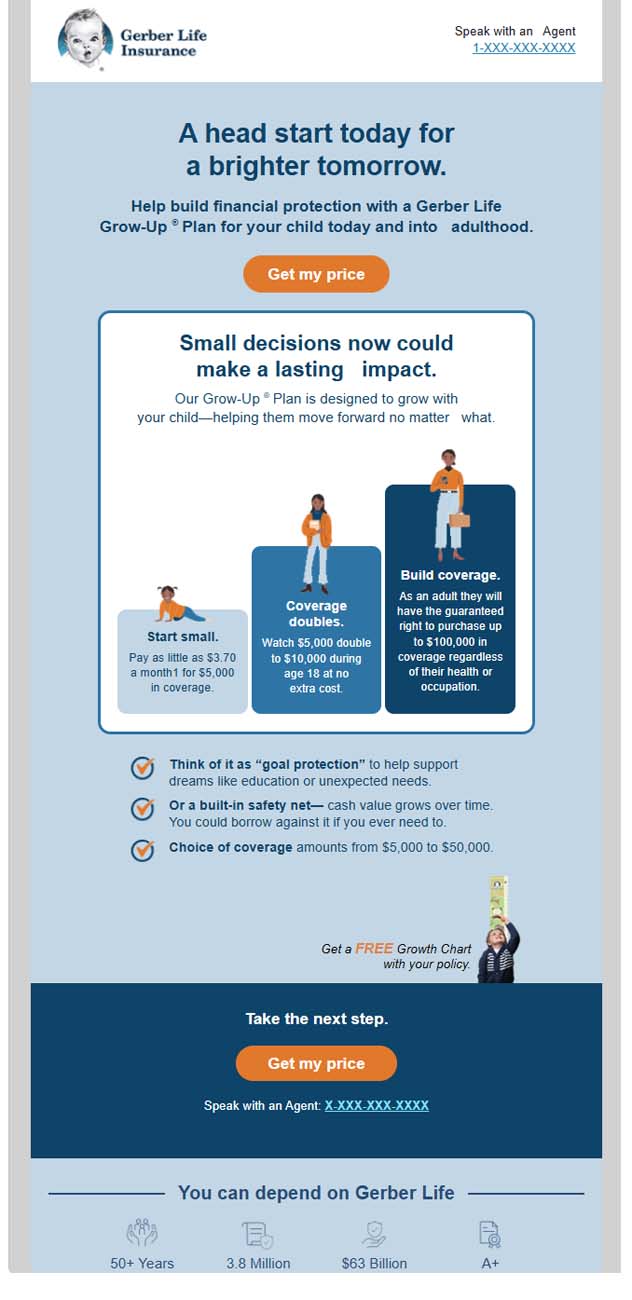 Gerber Life
Insurance
Speak with an Agent
1-XXX-XXX-XXXX
A head start today for
a brighter tomorrow.
Help build financial protection with a Gerber Life
Grow-Up ® Plan for your child today and into adulthood.
Get my price
Small decisions now could
make a lasting impact.
Our Grow-Up ® Plan is designed to grow with
your child—helping them move forward no matter what.
Start small.
Pay as little as $3.70
a month1 for $5,000
in coverage.
Coverage
doubles.
Watch $5,000 double
to $10,000 during
age 18 at no
extra cost.
Build coverage.
As an adult they will
have the guaranteed
right to purchase up
to $100,000 in
coverage regardless
of their health or
occupation.
Think of it as “goal protection” to help support
dreams like education or unexpected needs.
Or a built-in safety net— cash value grows over time.
You could borrow against it if you ever need to.
Choice of coverage amounts from $5,000 to $50,000.
Get a FREE Growth Chart
with your policy.
Take the next step.
Get my price
Speak with an Agent: X-XXX-XXX-XXXX
You can depend on Gerber Life
50+ Years
3.8 Million
$63 Billion
A+